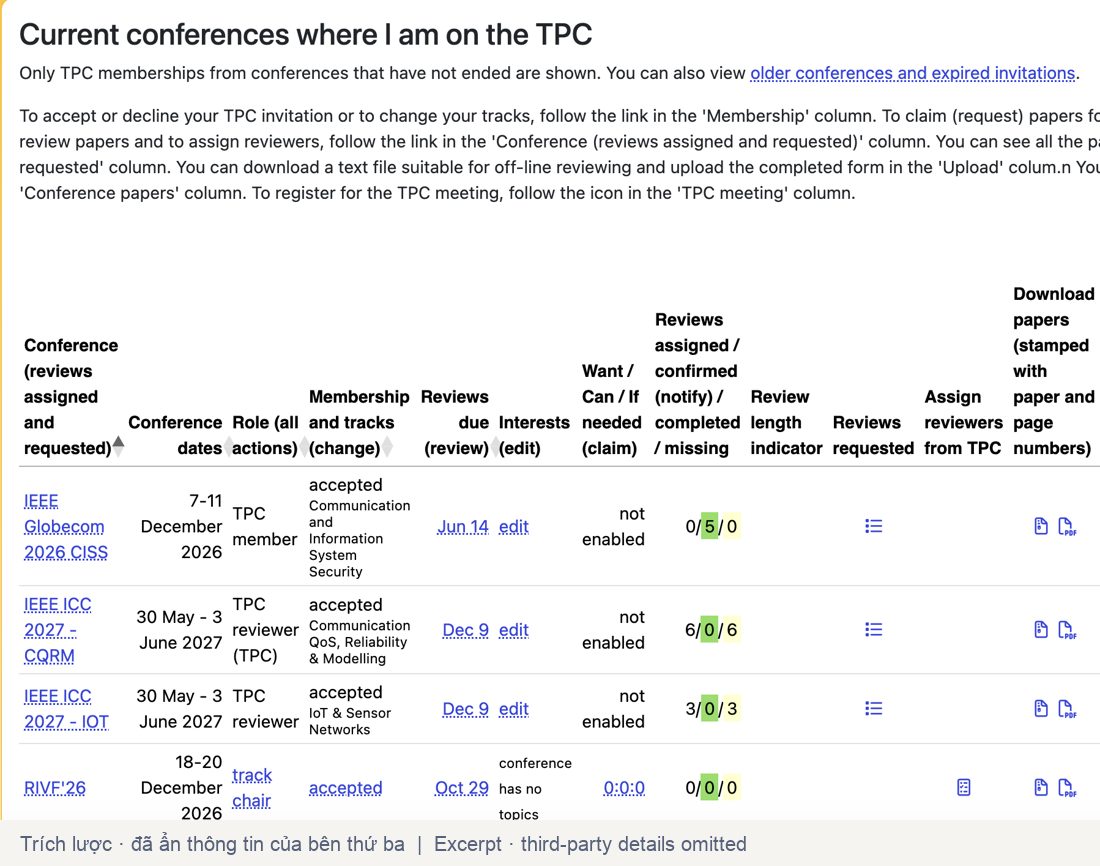 Current conferences where I am on the TPC
Only TPC memberships from conferences that have not ended are shown. You can also view older conferences and expired invitations.
To accept or decline your TPC invitation or to change your tracks, follow the link in the 'Membership' column. To claim (request) papers fo
review papers and to assign reviewers, follow the link in the 'Conference (reviews assigned and requested)' column. You can see all the pa
requested' column. You can download a text file suitable for off-line reviewing and upload the completed form in the 'Upload' colum.n You
'Conference papers' column. To register for the TPC meeting, follow the icon in the 'TPC meeting' column.
Conference
(reviews
assigned
and
requested)
Conference
dates
Role (all
actions)
Membership
and tracks
(change)
Reviews
due
(review)
Interests
(edit)
Want /
Can / If
needed
(claim)
Reviews
assigned /
confirmed
(notify) /
completed
/ missing
Review
length
indicator
Reviews
requested
Assign
reviewers
from TPC
Download
papers
(stamped
with
paper and
page
numbers)
IEEE
Globecom
2026 CISS
7-11
December
2026
TPC
member
accepted
Communication
and
Information
System
Security
Jun 14
edit
not
enabled
0/5/0
IEEE ICC
2027 -
CQRM
30 May - 3
June 2027
TPC
reviewer
(TPC)
accepted
Communication
QoS, Reliability
& Modelling
Dec 9
edit
not
enabled
6/0/6
IEEE ICC
2027 - IOT
30 May - 3
June 2027
TPC
reviewer
accepted
IoT & Sensor
Networks
Dec 9
edit
not
enabled
3/0/3
RIVF'26
18-20
December
2026
track
chair
accepted
Oct 29
conference
has no
topics
0:0:0
0/0/0
Trích lược · đã ẩn thông tin của bên thứ ba | Excerpt · third-party details omitted